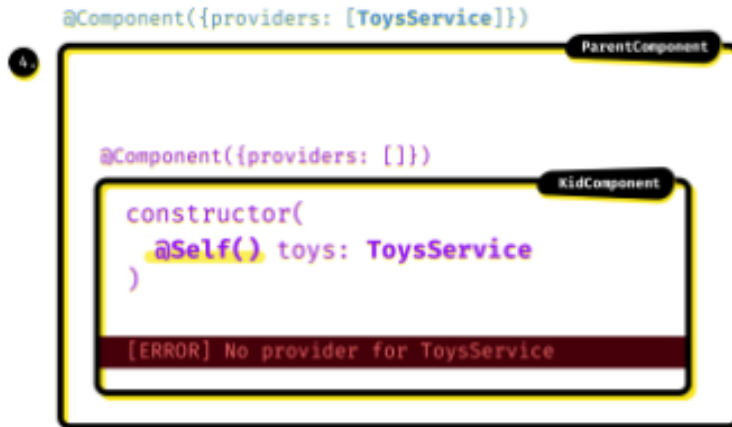 @Component({providers: [ToysService]})
ParentComponent
4.
@Component({providers: []})
KidComponent
constructor(
@Self() toys: ToysService
)
[ERROR] No provider for ToysService